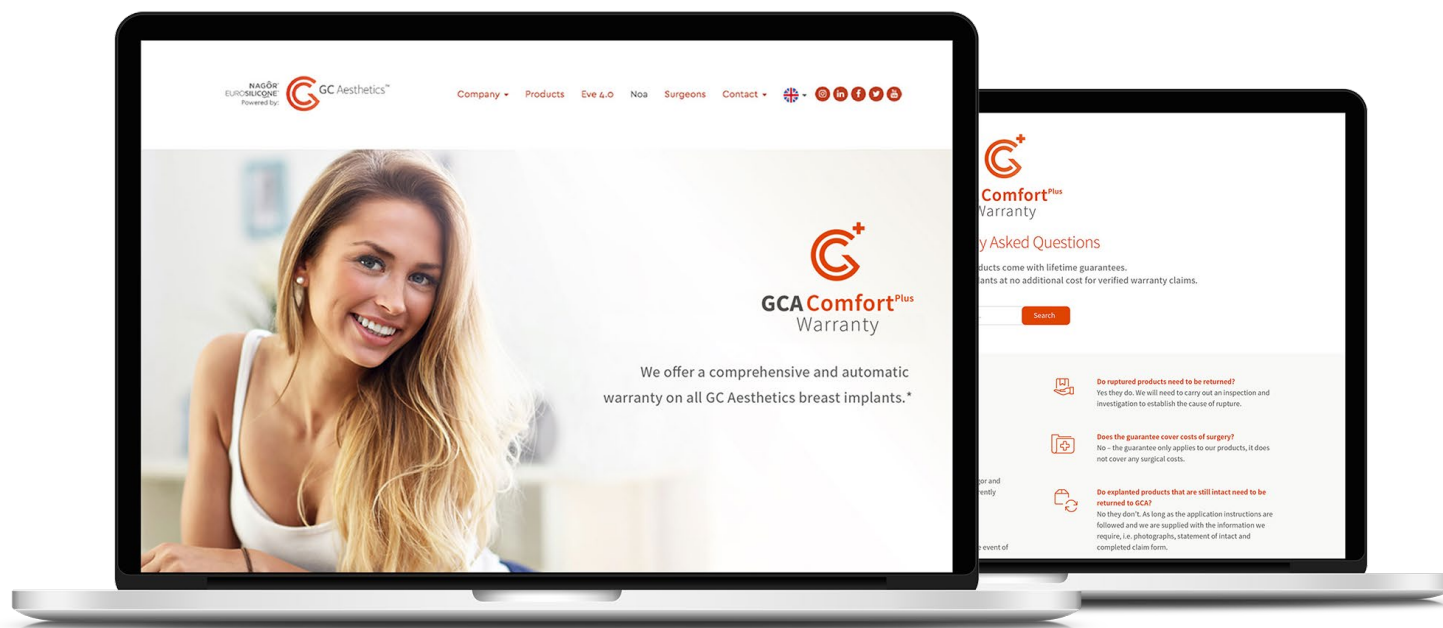 NAGÔR
EUROSILICONE
Powered by:
GC Aesthetics™
Company Products Eve 4.0 Noa Surgeons Contact
GCA Comfort Plus
Warranty
We offer a comprehensive and automatic
warranty on all GC Aesthetics breast implants.*
Comfort Plus
Warranty
y Asked Questions
ducts come with lifetime guarantees.
lants at no additional cost for verified warranty claims.
Search
Do ruptured products need to be returned?
Yes they do. We will need to carry out an inspection and
investigation to establish the cause of rupture.
Does the guarantee cover costs of surgery?
No – the guarantee only applies to our products, it does
not cover any surgical costs.
gor and
rently
e event of
Do explanted products that are still intact need to be
returned to GCA?
No they don't. As long as the application instructions are
followed and we are supplied with the information we
require, i.e. photographs, statement of intact and
completed claim form.